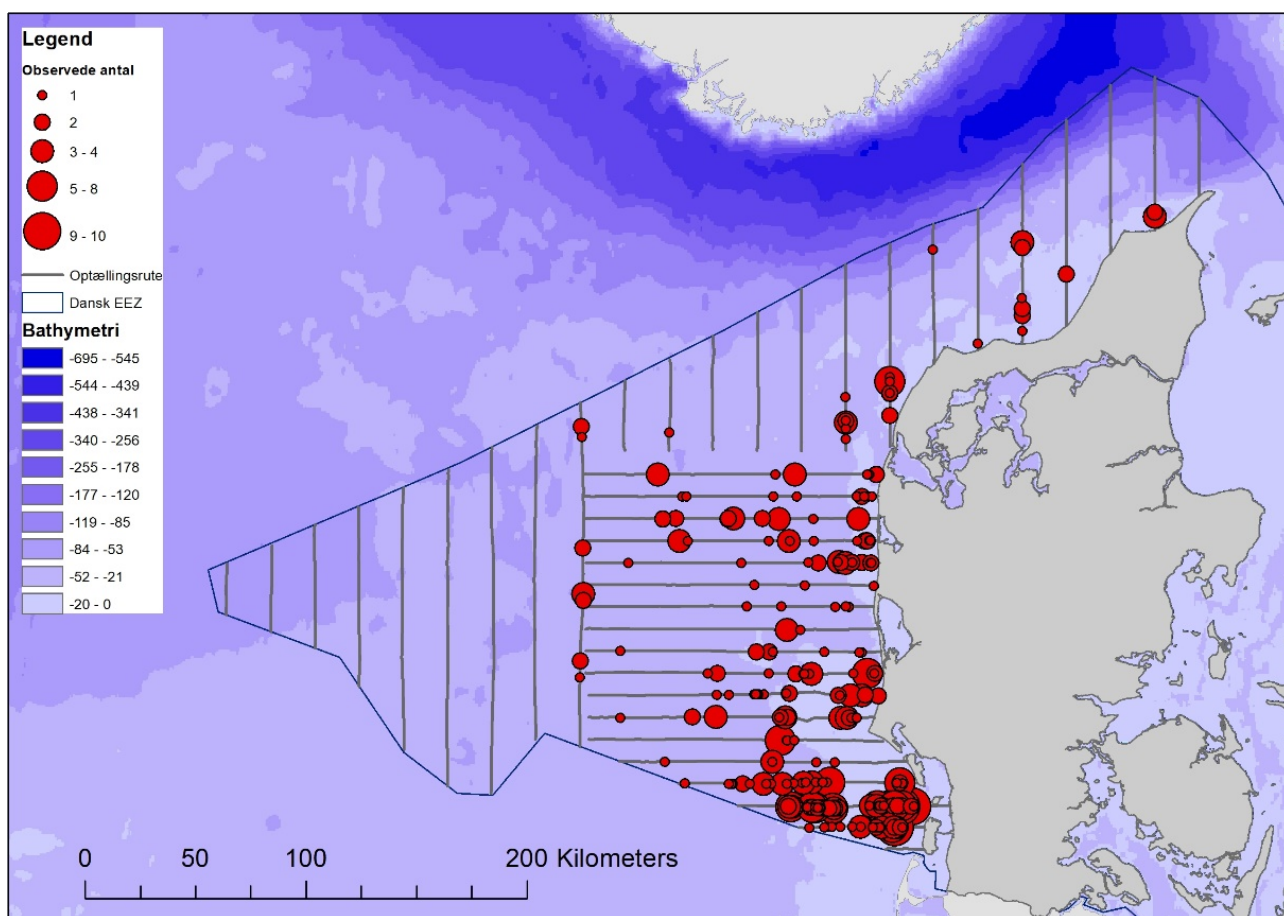 Legend
Observede antal
1
2
3 - 4
5 - 8
9 - 10
Optællingsrute
Dansk EEZ
Bathymetri
-695 - -545
-544 - -439
-438 - -341
-340 - -256
-255 - -178
-177 - -120
-119 - -85
-84 - -53
-52 - -21
-20 - 0
0 50 100 200 Kilometers